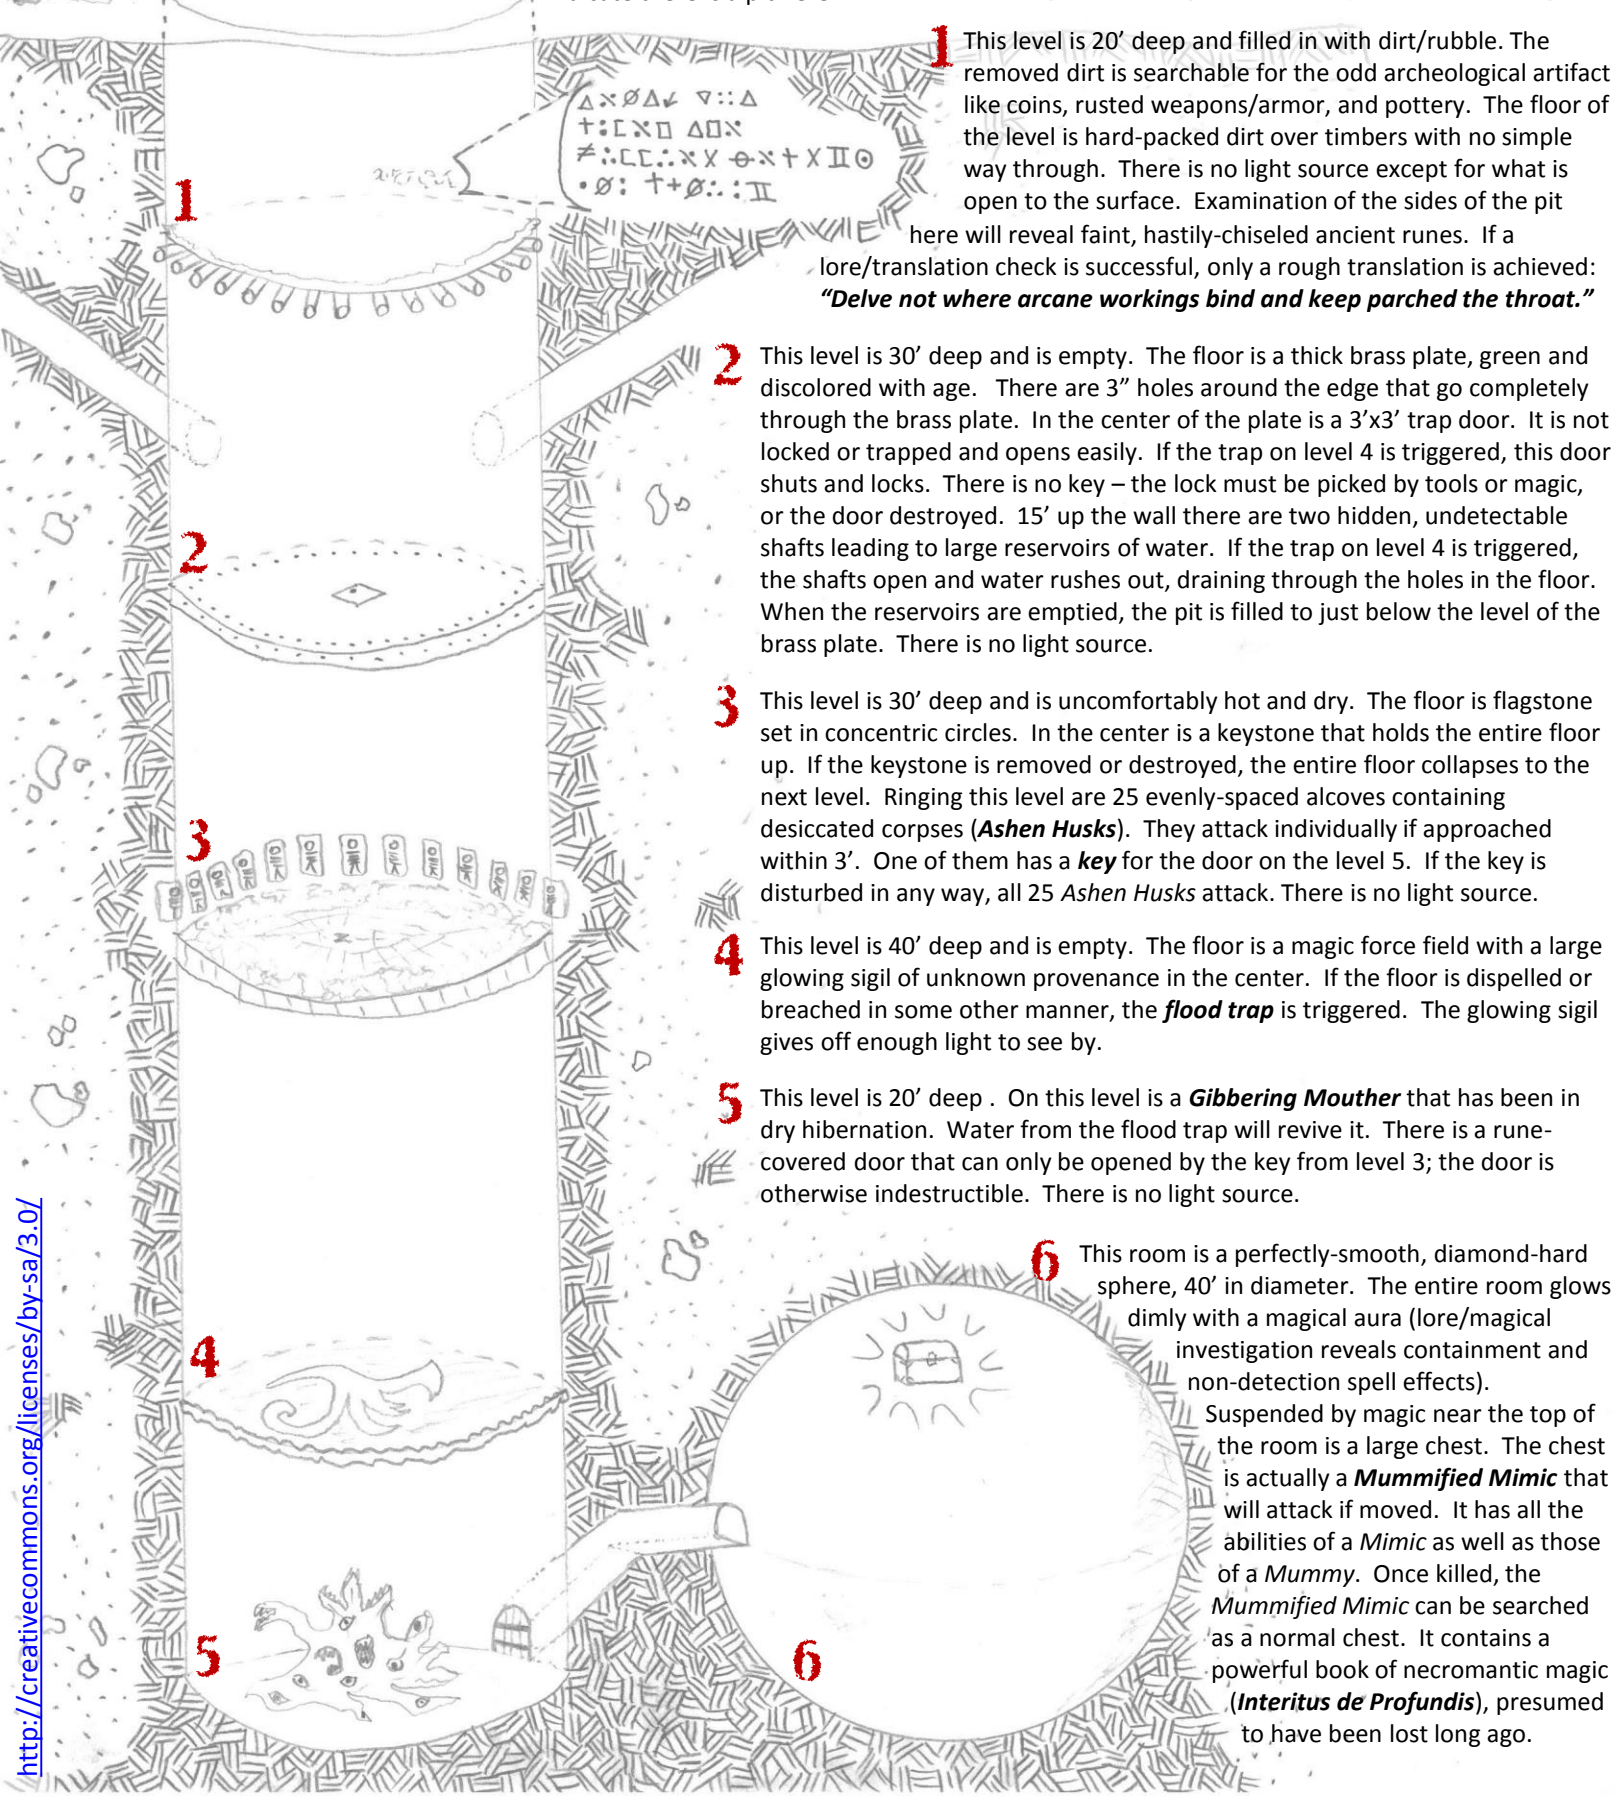 1 This level is 20’ deep and filled in with dirt/rubble. The
removed dirt is searchable for the odd archeological artifact
like coins, rusted weapons/armor, and pottery. The floor of
the level is hard-packed dirt over timbers with no simple
way through. There is no light source except for what is
open to the surface. Examination of the sides of the pit
here will reveal faint, hastily-chiseled ancient runes. If a
lore/translation check is successful, only a rough translation is achieved:
“Delve not where arcane workings bind and keep parched the throat.”
2 This level is 30’ deep and is empty. The floor is a thick brass plate, green and
discolored with age. There are 3” holes around the edge that go completely
through the brass plate. In the center of the plate is a 3’x3’ trap door. It is not
locked or trapped and opens easily. If the trap on level 4 is triggered, this door
shuts and locks. There is no key – the lock must be picked by tools or magic,
or the door destroyed. 15’ up the wall there are two hidden, undetectable
shafts leading to large reservoirs of water. If the trap on level 4 is triggered,
the shafts open and water rushes out, draining through the holes in the floor.
When the reservoirs are emptied, the pit is filled to just below the level of the
brass plate. There is no light source.
3 This level is 30’ deep and is uncomfortably hot and dry. The floor is flagstone
set in concentric circles. In the center is a keystone that holds the entire floor
up. If the keystone is removed or destroyed, the entire floor collapses to the
next level. Ringing this level are 25 evenly-spaced alcoves containing
desiccated corpses (Ashen Husks). They attack individually if approached
within 3’. One of them has a key for the door on the level 5. If the key is
disturbed in any way, all 25 Ashen Husks attack. There is no light source.
4 This level is 40’ deep and is empty. The floor is a magic force field with a large
glowing sigil of unknown provenance in the center. If the floor is dispelled or
breached in some other manner, the flood trap is triggered. The glowing sigil
gives off enough light to see by.
5 This level is 20’ deep . On this level is a Gibbering Mouther that has been in
dry hibernation. Water from the flood trap will revive it. There is a rune-
covered door that can only be opened by the key from level 3; the door is
otherwise indestructible. There is no light source.
6 This room is a perfectly-smooth, diamond-hard
sphere, 40’ in diameter. The entire room glows
dimly with a magical aura (lore/magical
investigation reveals containment and
non-detection spell effects).
Suspended by magic near the top of
the room is a large chest. The chest
is actually a Mummified Mimic that
will attack if moved. It has all the
abilities of a Mimic as well as those
of a Mummy. Once killed, the
Mummified Mimic can be searched
as a normal chest. It contains a
powerful book of necromantic magic
(Interitus de Profundis), presumed
to have been lost long ago.
1
2
3
4
5
6
http://creativecommons.org/licenses/by-sa/3.0/